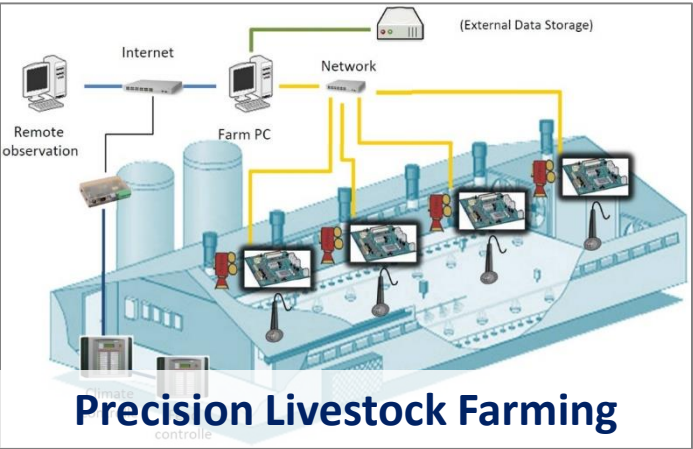 (External Data Storage)
Internet
Network
Remote
observation
Farm PC
Climate
controlle
Precision Livestock Farming